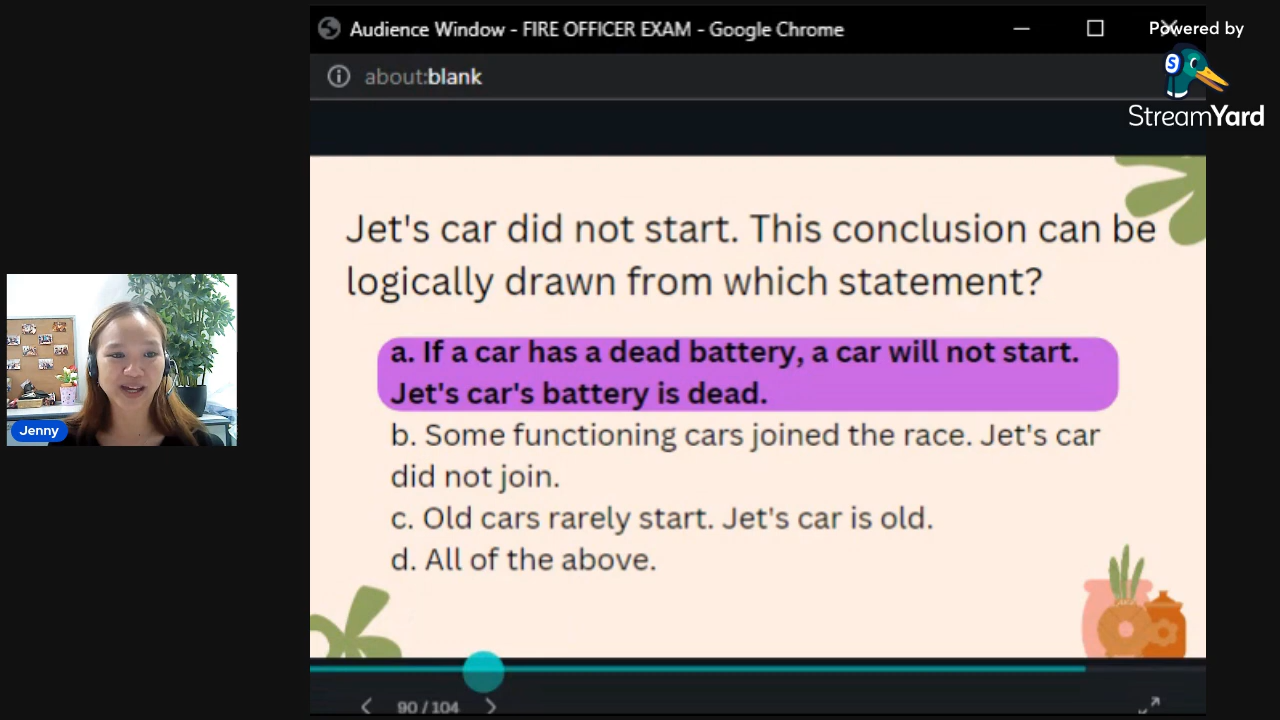 Audience Window - FIRE OFFICER EXAM - Google Chrome
Powered by
about:blank
S
StreamYard
Jet's car did not start. This conclusion can be
logically drawn from which statement?
a. If a car has a dead battery, a car will not start.
Jet's car's battery is dead.
b. Some functioning cars joined the race. Jet's car
did not join.
c. Old cars rarely start. Jet's car is old.
d. All of the above.
Jenny
90 / 104